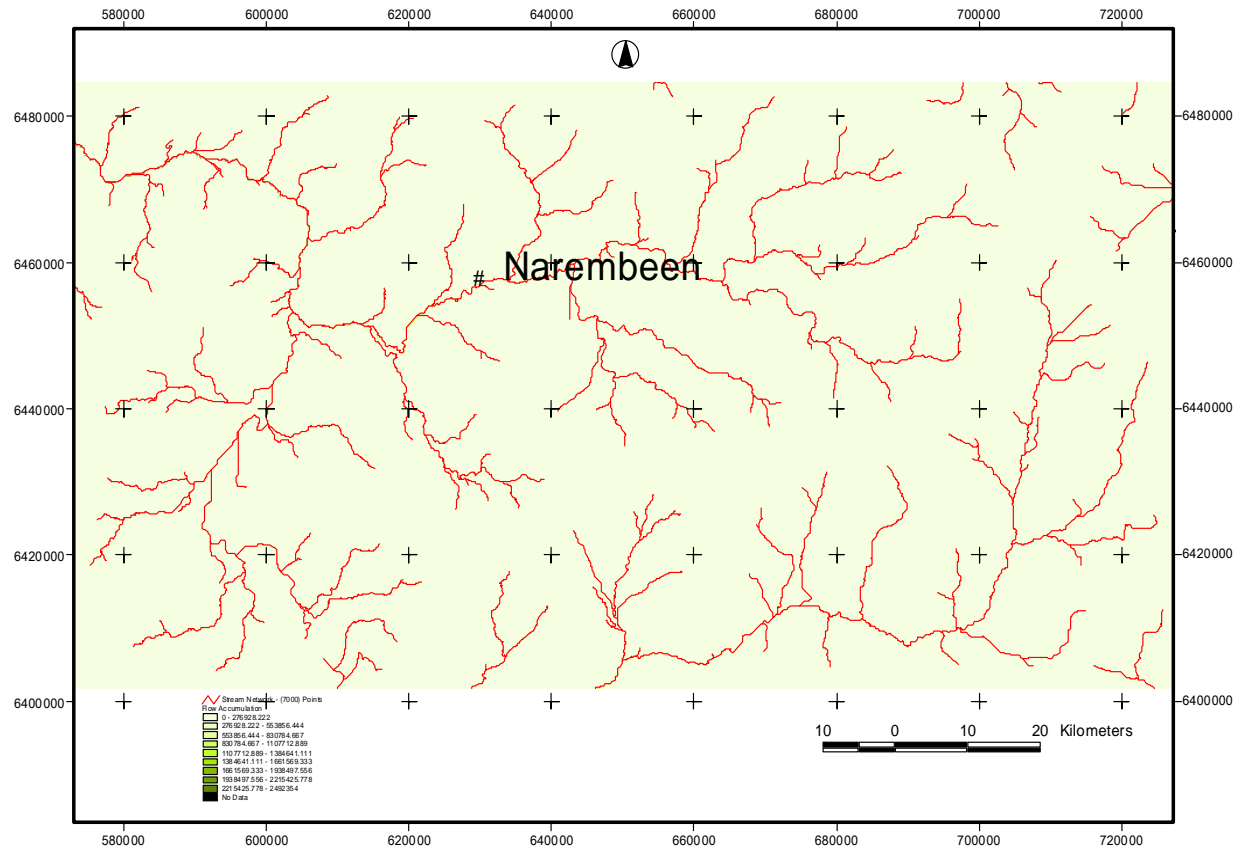 580000 600000 620000 640000 660000 680000 700000 720000
6480000 6480000
6460000 6460000
# Narembeen
6440000 6440000
6420000 6420000
6400000 6400000
Stream Network - (7000) Points
Flow Accumulation
0 - 276928.222
276928.222 - 553856.444
553856.444 - 830784.667
830784.667 - 1107712.889
1107712.889 - 1384641.111
1384641.111 - 1661569.333
1661569.333 - 1938497.556
1938497.556 - 2215425.778
2215425.778 - 2492354
No Data
10 0 10 20 Kilometers
580000 600000 620000 640000 660000 680000 700000 720000